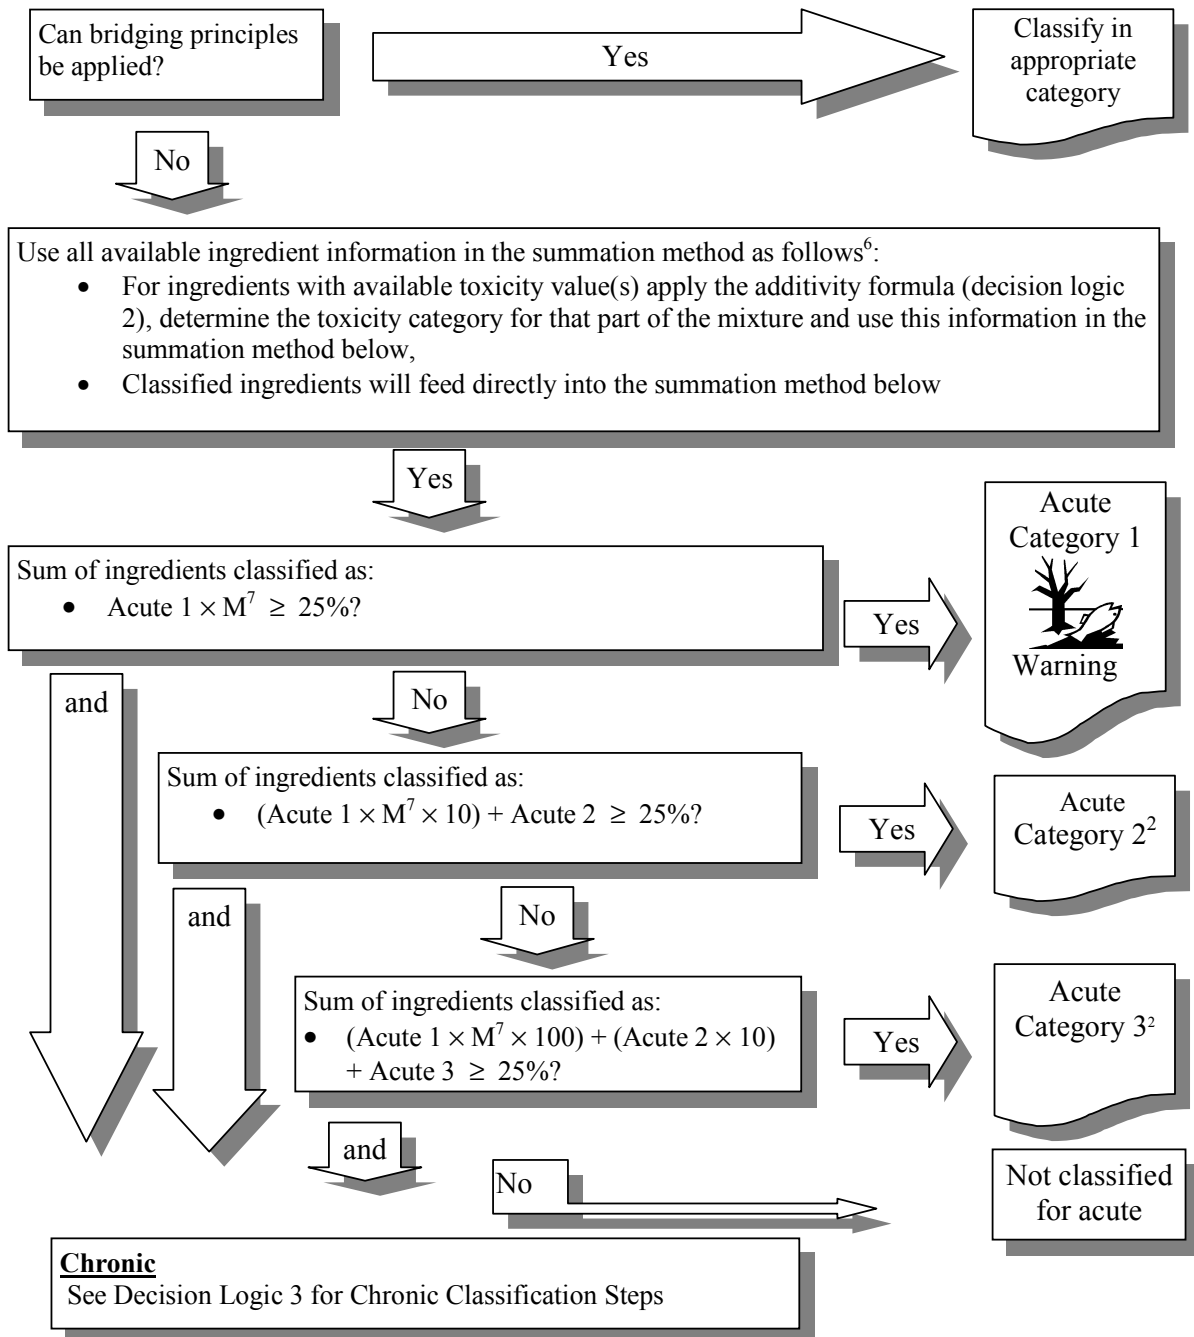 Can bridging principles
be applied?
Yes
Classify in
appropriate
category
No
Use all available ingredient information in the summation method as follows⁶:
• For ingredients with available toxicity value(s) apply the additivity formula (decision logic
2), determine the toxicity category for that part of the mixture and use this information in the
summation method below,
• Classified ingredients will feed directly into the summation method below
Yes
Sum of ingredients classified as:
• Acute 1 × M⁷ ≥ 25%?
Yes
Acute
Category 1
Warning
and
No
Sum of ingredients classified as:
• (Acute 1 × M⁷ × 10) + Acute 2 ≥ 25%?
Yes
Acute
Category 2²
and
No
Sum of ingredients classified as:
• (Acute 1 × M⁷ × 100) + (Acute 2 × 10)
+ Acute 3 ≥ 25%?
Yes
Acute
Category 3²
and
No
Not classified
for acute
Chronic
See Decision Logic 3 for Chronic Classification Steps